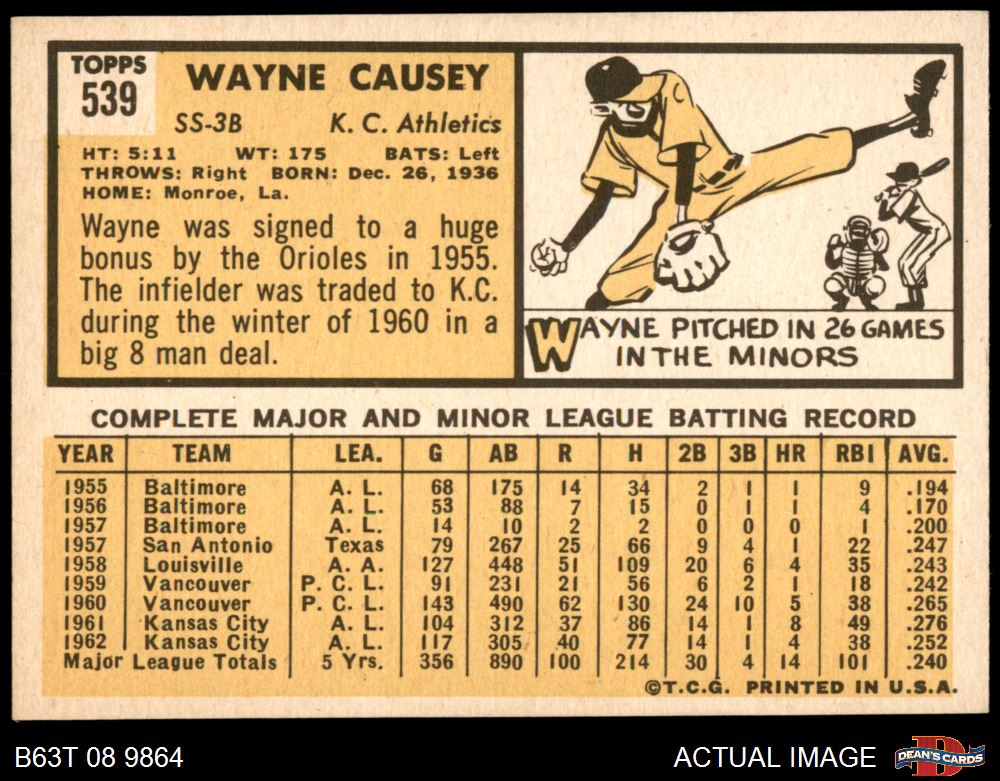 TOPPS
539
WAYNE CAUSEY
SS-3B K. C. Athletics
HT: 5:11 WT: 175 BATS: Left
THROWS: Right BORN: Dec. 26, 1936
HOME: Monroe, La.
Wayne was signed to a huge
bonus by the Orioles in 1955.
The infielder was traded to K.C.
during the winter of 1960 in a
big 8 man deal.
WAYNE PITCHED IN 26 GAMES
IN THE MINORS
COMPLETE MAJOR AND MINOR LEAGUE BATTING RECORD
YEAR TEAM LEA. G AB R H 2B 3B HR RBI AVG.
1955 Baltimore A. L. 68 175 14 34 2 1 1 9 .194
1956 Baltimore A. L. 53 88 7 15 0 1 1 4 .170
1957 Baltimore A. L. 14 10 2 2 0 0 0 1 .200
1957 San Antonio Texas 79 267 25 66 9 4 1 22 .247
1958 Louisville A. A. 127 448 51 109 20 6 4 35 .243
1959 Vancouver P. C. L. 91 231 21 56 6 2 1 18 .242
1960 Vancouver P. C. L. 143 490 62 130 24 10 5 38 .265
1961 Kansas City A. L. 104 312 37 86 14 1 8 49 .276
1962 Kansas City A. L. 117 305 40 77 14 1 4 38 .252
Major League Totals 5 Yrs. 356 890 100 214 30 4 14 101 .240
©T.C.G. PRINTED IN U.S.A.
B63T 08 9864 ACTUAL IMAGE DEAN'S CARDS